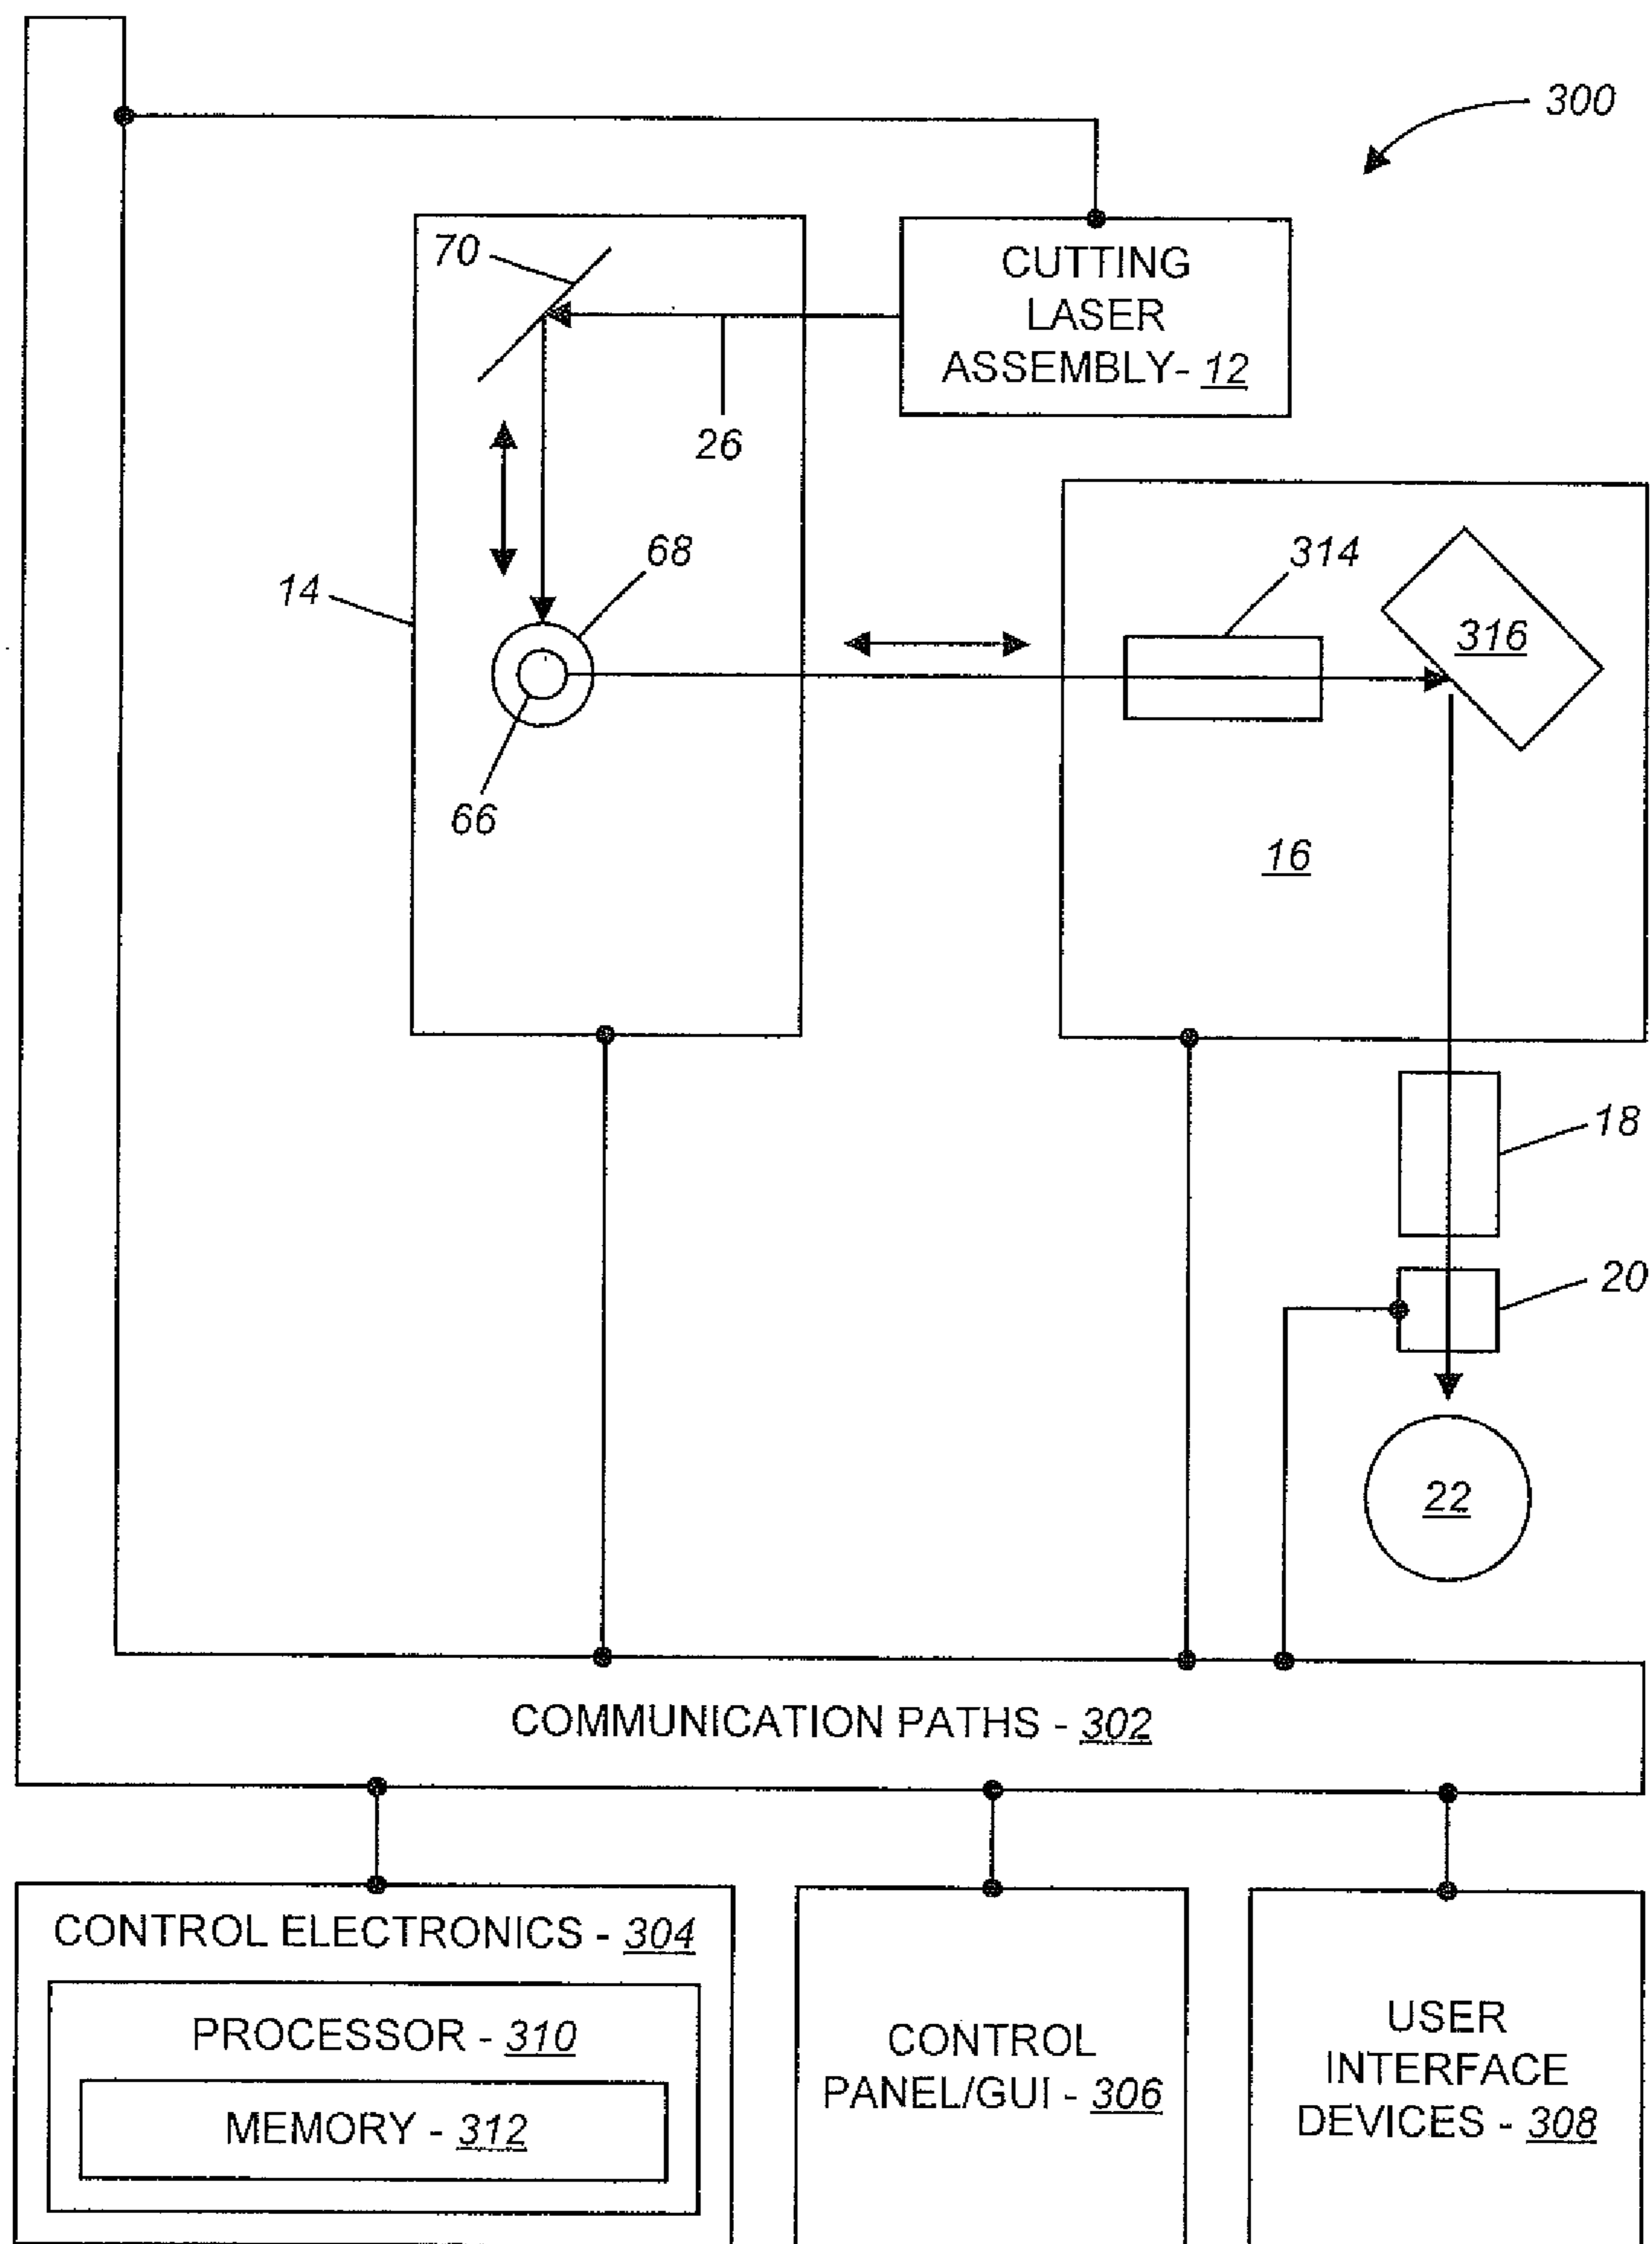 300
70
CUTTING
LASER
ASSEMBLY- 12
26
68
314
14
316
66
16
18
20
22
COMMUNICATION PATHS - 302
CONTROL ELECTRONICS - 304
PROCESSOR - 310
MEMORY - 312
CONTROL
PANEL/GUI - 306
USER
INTERFACE
DEVICES - 308